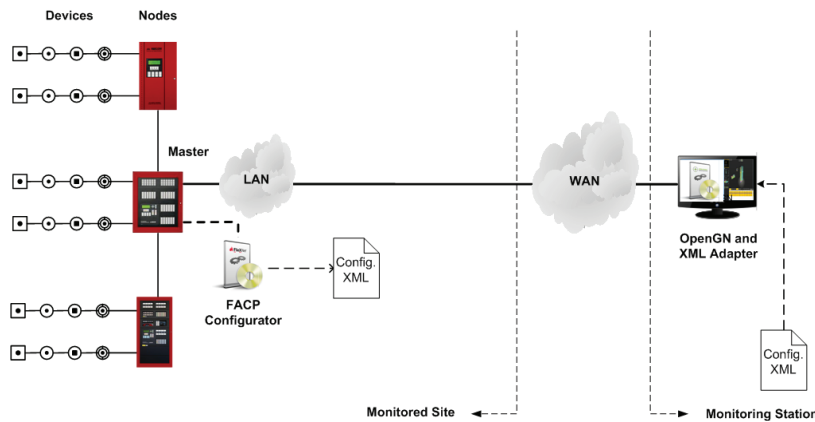 Devices
Nodes
Master
LAN
WAN
OpenGN and
XML Adapter
FACP
Configurator
Config.
XML
Config.
XML
Monitored Site
Monitoring Station